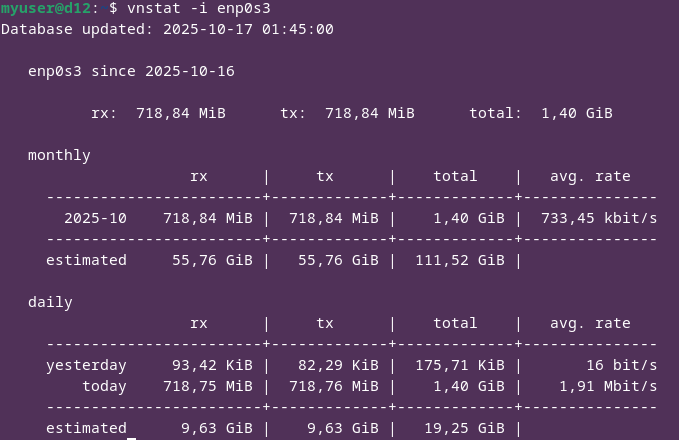 myuser@d12: $ vnstat -i enp0s3
Database updated: 2025-10-17 01:45:00

   enp0s3 since 2025-10-16

          rx:  718,84 MiB      tx:  718,84 MiB      total:  1,40 GiB

   monthly
                     rx      |     tx      |    total    |   avg. rate
     ------------------------+-------------+-------------+---------------
       2025-10    718,84 MiB |  718,84 MiB |    1,40 GiB |  733,45 kbit/s
     ------------------------+-------------+-------------+---------------
     estimated     55,76 GiB |   55,76 GiB |  111,52 GiB |

   daily
                     rx      |     tx      |    total    |   avg. rate
     ------------------------+-------------+-------------+---------------
     yesterday     93,42 KiB |   82,29 KiB |  175,71 KiB |       16 bit/s
         today    718,75 MiB |  718,76 MiB |    1,40 GiB |    1,91 Mbit/s
     ------------------------+-------------+-------------+---------------
     estimated      9,63 GiB |    9,63 GiB |   19,25 GiB |